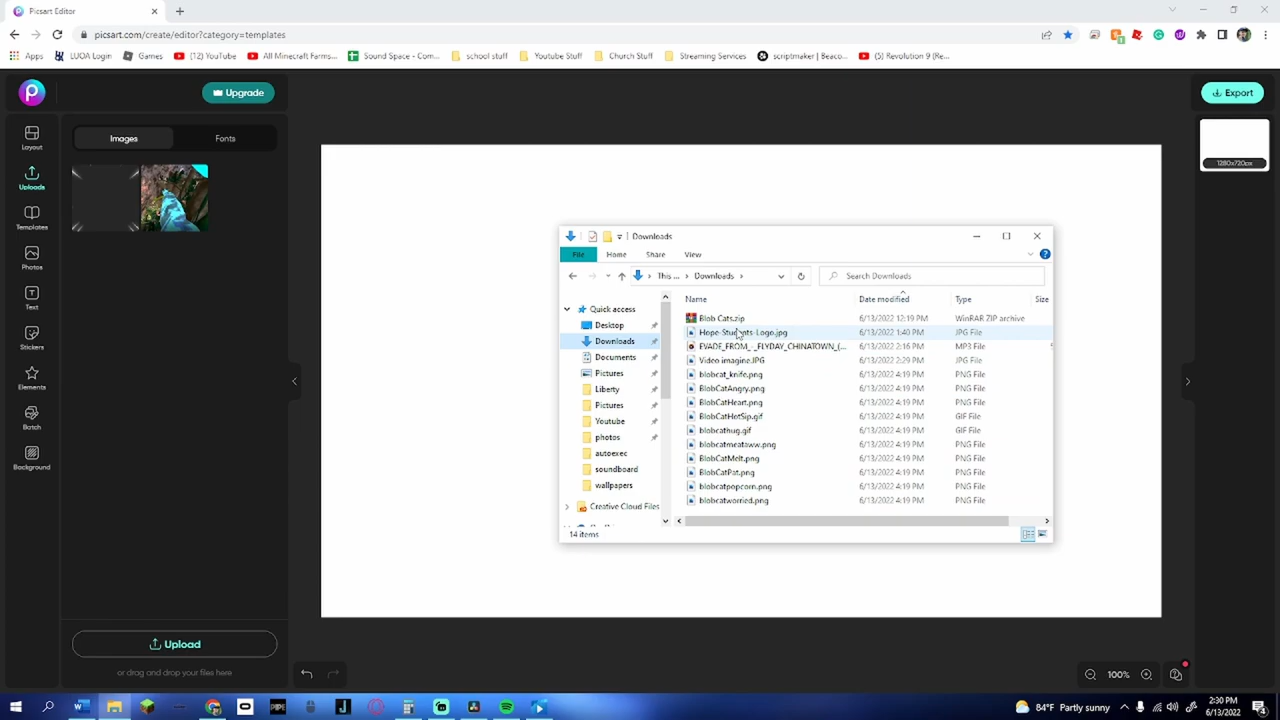 Picsart Editor
picsart.com/create/editor?category=templates
Apps LUOA Login Games (12) YouTube All Minecraft Farms... Sound Space - Com... school stuff Youtube Stuff Church Stuff Streaming Services scriptmaker | Beaco... (5) Revolution 9 (Re...
Upgrade
Export
Layout
Uploads
Templates
Photos
Text
Stickers
Elements
Batch
Background
Images Fonts
Upload
or drag and drop your files here
1280x720px
100%
Downloads
File Home Share View
This ... › Downloads ›
Search Downloads
Name Date modified Type Size
Quick access
Desktop
Downloads
Documents
Pictures
Liberty
Pictures
Youtube
photos
autoexec
soundboard
wallpapers
Creative Cloud Files
Blob Cats.zip 6/13/2022 12:19 PM WinRAR ZIP archive
Hope-Students-Logo.jpg 6/13/2022 1:40 PM JPG File
EVADE_FROM_-_FLYDAY_CHINATOWN_(... 6/13/2022 2:16 PM MP3 File
Video imagine.JPG 6/13/2022 2:29 PM JPG File
blobcat_knife.png 6/13/2022 4:19 PM PNG File
BlobCatAngry.png 6/13/2022 4:19 PM PNG File
BlobCatHeart.png 6/13/2022 4:19 PM PNG File
BlobCatHotSip.gif 6/13/2022 4:19 PM GIF File
blobcathug.gif 6/13/2022 4:19 PM GIF File
blobcatmeataww.png 6/13/2022 4:19 PM PNG File
BlobCatMelt.png 6/13/2022 4:19 PM PNG File
BlobCatPat.png 6/13/2022 4:19 PM PNG File
blobcatpopcorn.png 6/13/2022 4:19 PM PNG File
blobcatworried.png 6/13/2022 4:19 PM PNG File
14 items
84°F Partly sunny
2:30 PM
6/13/2022